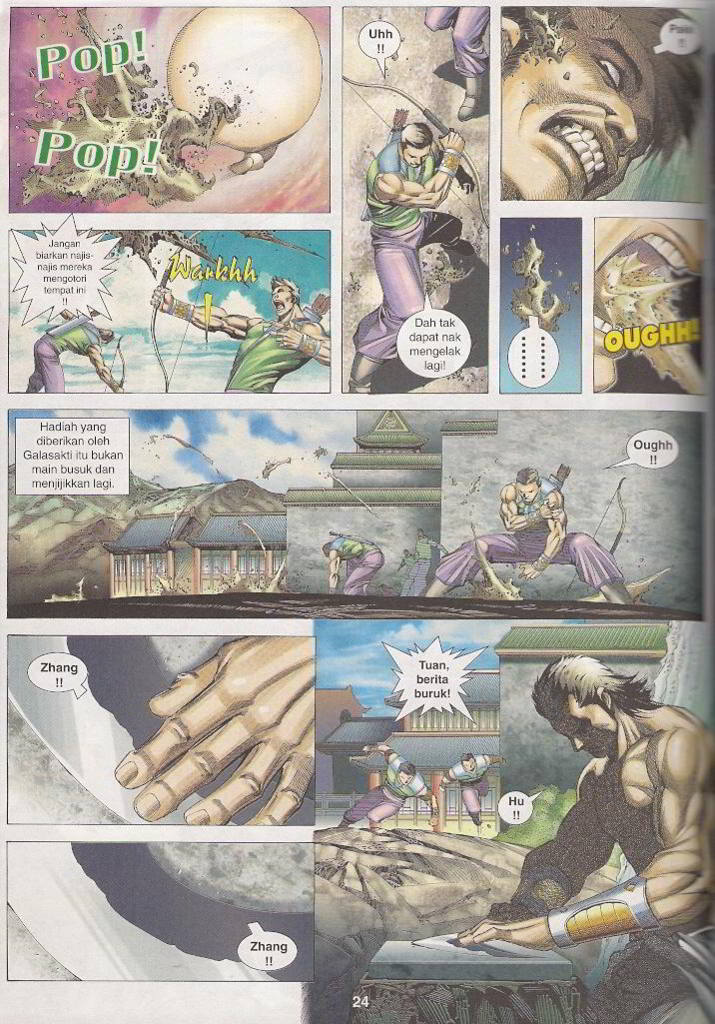 Pop!
Pop!
Uhh
!!
Dah tak
dapat nak
mengelak
lagi!
!!
Jangan
biarkan najis-
najis mereka
mengotori
tempat ini
!!
Warkhh
!
OUGHH!
Hadiah yang
diberikan oleh
Galasakti itu bukan
main busuk dan
menjijikkan lagi.
Oughh
!!
Zhang
!!
Tuan,
berita
buruk!
Hu
!!
Zhang
!!
24